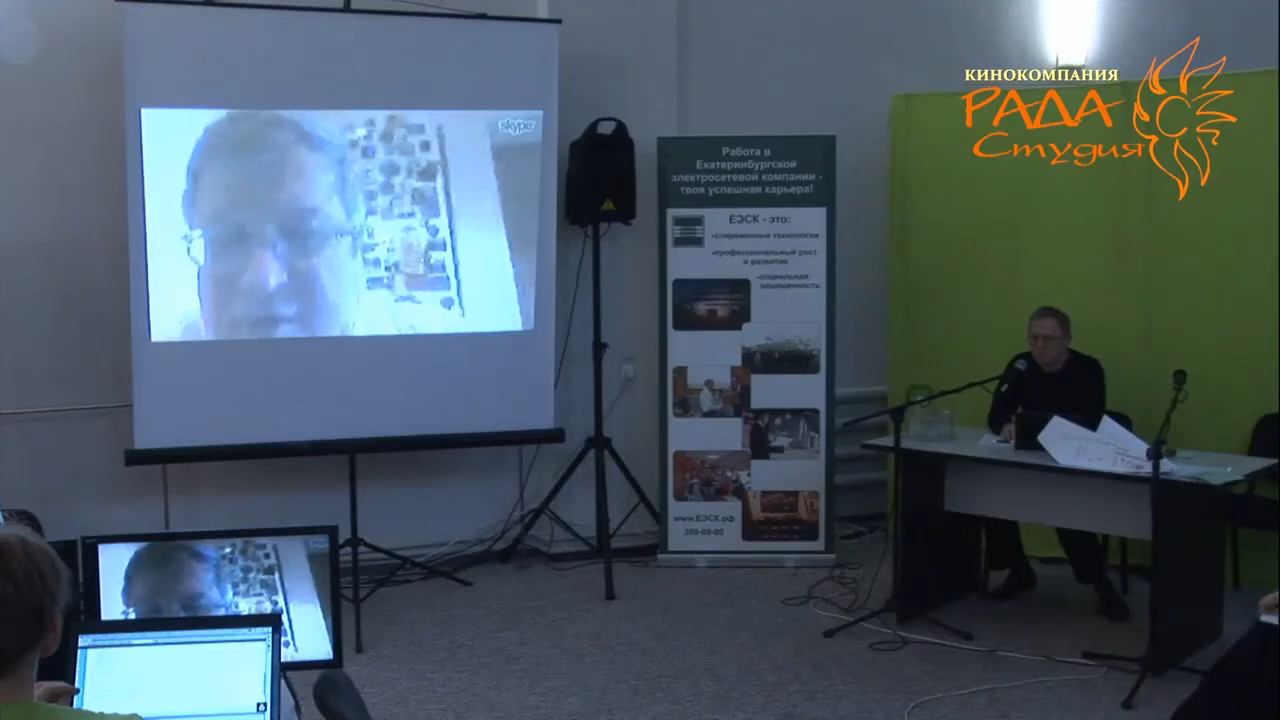 skype
КИНОКОМПАНИЯ
РАДА
Студия
Работа в
Екатеринбургской
электросетевой компании -
твоя успешная карьера!
ЕЭСК - это:
•современные технологии
•профессиональный рост
и развитие
•социальная
защищенность
www.ЕЭСК.рф
359-09-05